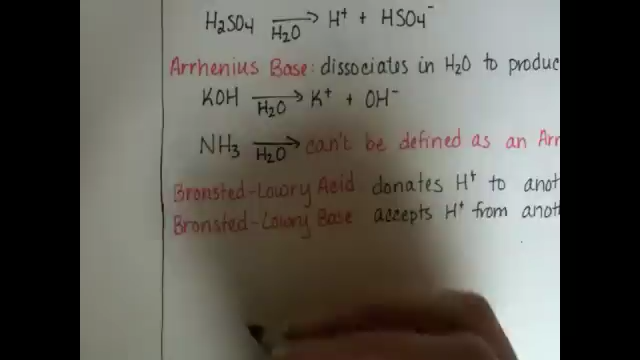 H₂SO₄ →H₂O H⁺ + HSO₄⁻
Arrhenius Base: dissociates in H₂O to produc
KOH →H₂O K⁺ + OH⁻
NH₃ →H₂O can't be defined as an Arr
Bronsted-Lowry Acid donates H⁺ to anot
Bronsted-Lowry Base accepts H⁺ from anot